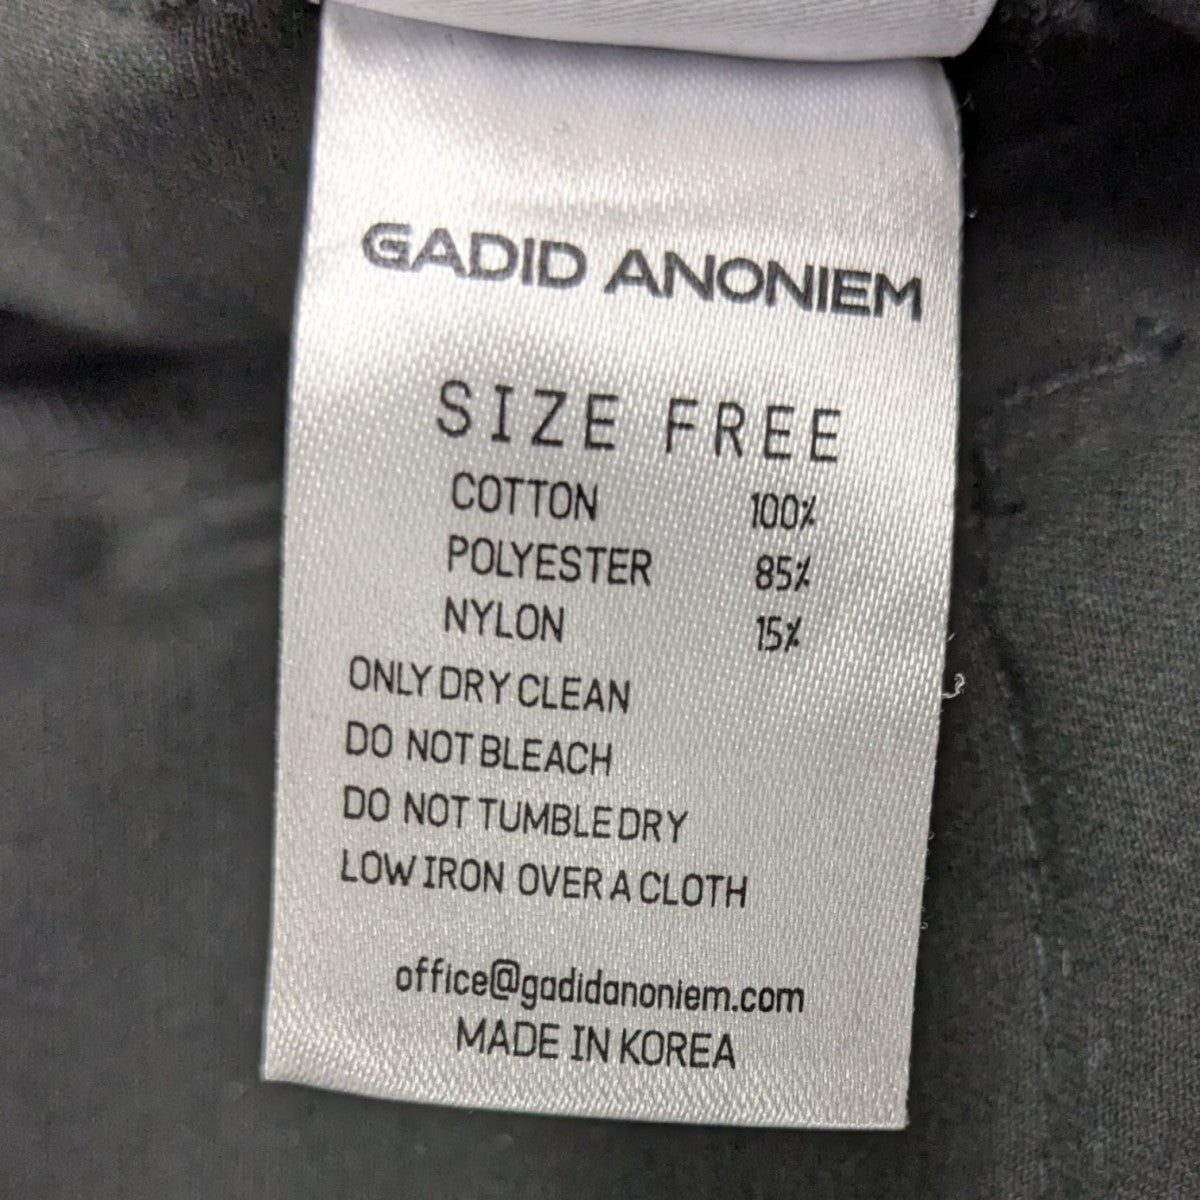 GADID ANONIEM
SIZE FREE
COTTON 100%
POLYESTER 85%
NYLON 15%
ONLY DRY CLEAN
DO NOT BLEACH
DO NOT TUMBLE DRY
LOW IRON OVER A CLOTH
office@gadidanoniem.com
MADE IN KOREA